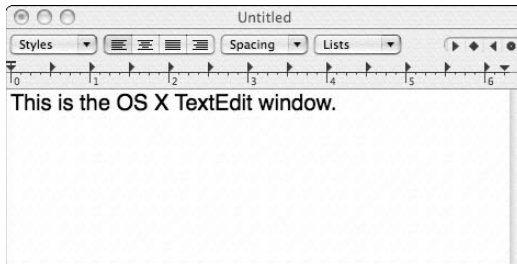 Untitled
Styles Spacing Lists
0 1 2 3 4 5 6
This is the OS X TextEdit window.